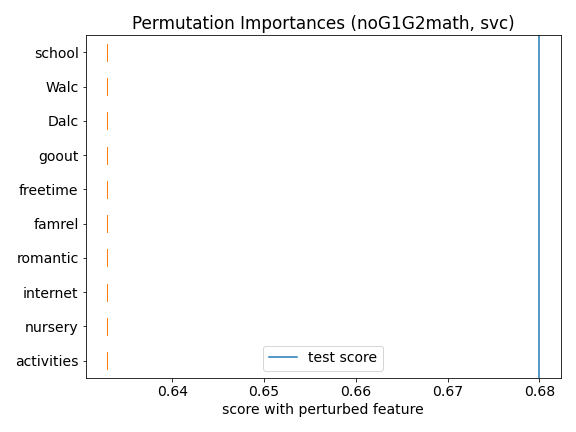 Permutation Importances (noG1G2math, svc)
school
Walc
Dalc
goout
freetime
famrel
romantic
internet
nursery
activities
test score
0.64 0.65 0.66 0.67 0.68
score with perturbed feature